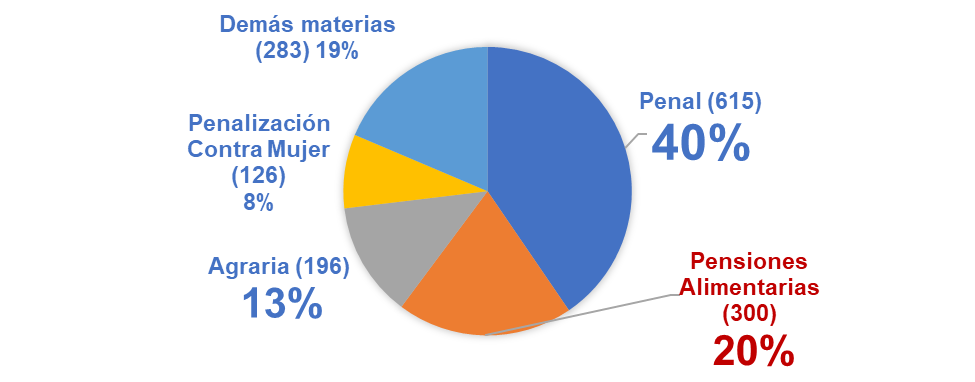 Demás materias
(283) 19%
Penal (615)
40%
Penalización
Contra Mujer
(126)
8%
Agraria (196)
13%
Pensiones
Alimentarias
(300)
20%